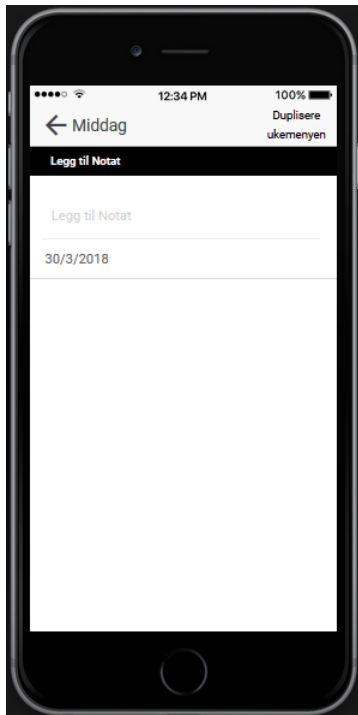 12:34 PM
100%
Middag
Duplisere
ukemenyen
Legg til Notat
Legg til Notat
30/3/2018